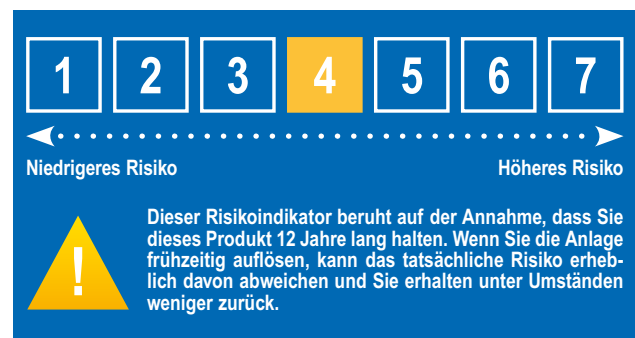 1 2 3 4 5 6 7
Niedrigeres Risiko Höheres Risiko
!
Dieser Risikoindikator beruht auf der Annahme, dass Sie
dieses Produkt 12 Jahre lang halten. Wenn Sie die Anlage
frühzeitig auflösen, kann das tatsächliche Risiko erheb-
lich davon abweichen und Sie erhalten unter Umständen
weniger zurück.